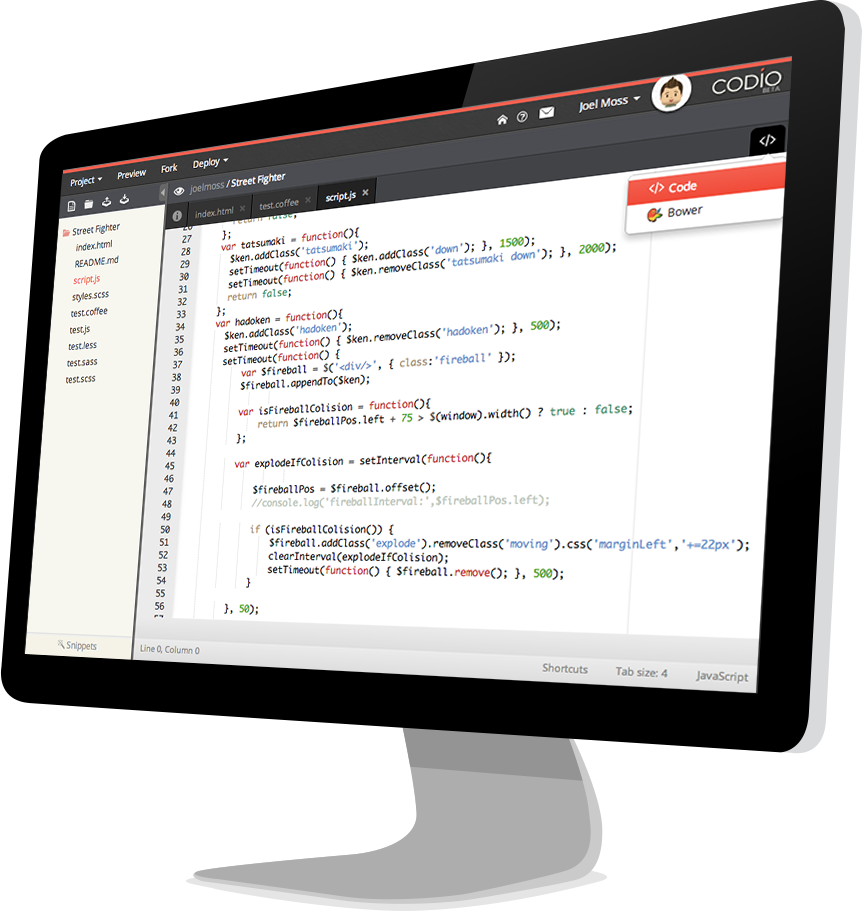 Project Preview Fork Deploy
Joel Moss
CODIO
BETA
joelmoss / Street Fighter
index.html test.coffee script.js
Code
Bower
Street Fighter
index.html
README.md
script.js
styles.scss
test.coffee
test.js
test.less
test.sass
test.scss
Snippets
26 return false;
27 };
28 var tatsumaki = function(){
29 $ken.addClass('tatsumaki');
30 setTimeout(function() { $ken.addClass('down'); }, 1500);
31 setTimeout(function() { $ken.removeClass('tatsumaki down'); }, 2000);
32 return false;
33 };
34 var hadoken = function(){
35 $ken.addClass('hadoken');
36 setTimeout(function() { $ken.removeClass('hadoken'); }, 500);
37 setTimeout(function() {
38 var $fireball = $('<div/>', { class:'fireball' });
39 $fireball.appendTo($ken);
40
41 var isFireballColision = function(){
42 return $fireballPos.left + 75 > $(window).width() ? true : false;
43 };
44
45 var explodeIfColision = setInterval(function(){
46
47 $fireballPos = $fireball.offset();
48 //console.log('fireballInterval:',$fireballPos.left);
49
50 if (isFireballColision()) {
51 $fireball.addClass('explode').removeClass('moving').css('marginLeft','+=22px');
52 clearInterval(explodeIfColision);
53 setTimeout(function() { $fireball.remove(); }, 500);
54 }
55
56 }, 50);
57
Line 0, Column 0
Shortcuts Tab size: 4 JavaScript